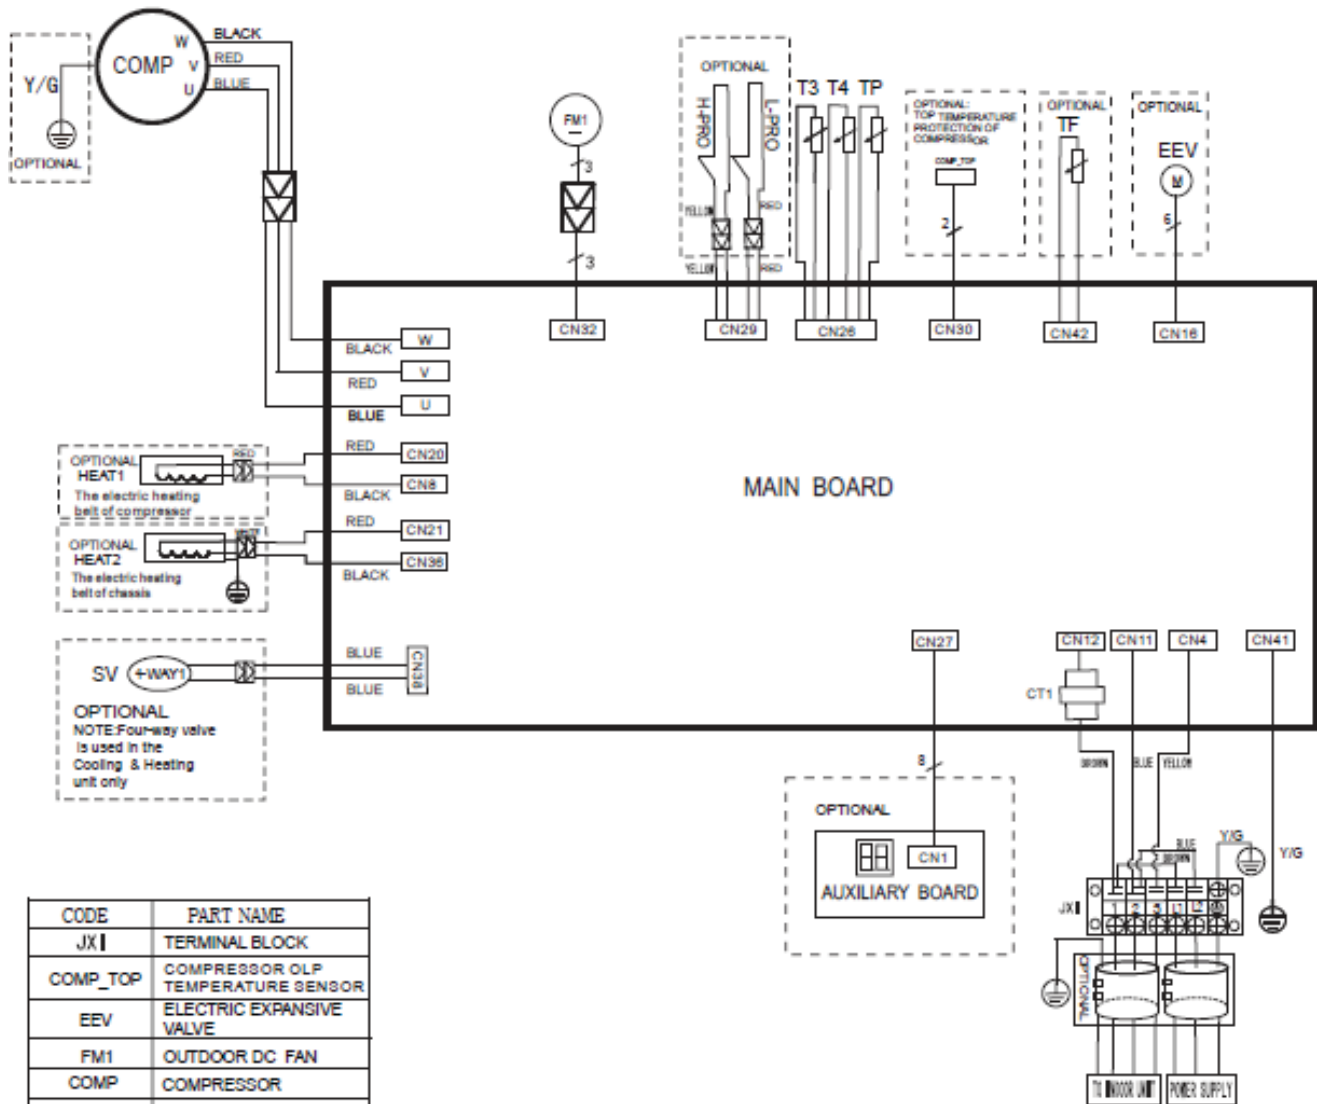 BLACK
RED
BLUE
W
V
U
COMP
Y/G
OPTIONAL
FM1
3
3
OPTIONAL
H-PRO
L-PRO
YELLOW
RED
YELLOW
RED
T3 T4 TP
OPTIONAL:
TOP TEMPERATURE
PROTECTION OF
COMPRESSOR
COMP_TOP
2
OPTIONAL
TF
OPTIONAL
EEV
M
6
CN32
CN29
CN26
CN30
CN42
CN16
BLACK
W
RED
V
BLUE
U
OPTIONAL
HEAT1
The electric heating
belt of compressor
RED
RED
CN20
BLACK
CN8
OPTIONAL
HEAT2
The electric heating
belt of chassis
RED
CN21
BLACK
CN36
MAIN BOARD
SV
4-WAY1
BLUE
BLUE
CN38
OPTIONAL
NOTE:Four-way valve
is used in the
Cooling & Heating
unit only
CN27
CN12
CN11
CN4
CN41
CT1
8
BROWN
BLUE
YELLOW
OPTIONAL
CN1
AUXILIARY BOARD
BLUE
BROWN
Y/G
Y/G
JX1
1
2
L1
L2
OPTIONAL
TO INDOOR UNIT
POWER SUPPLY
CODE PART NAME
JX1 TERMINAL BLOCK
COMP_TOP COMPRESSOR OLP
TEMPERATURE SENSOR
EEV ELECTRIC EXPANSIVE
VALVE
FM1 OUTDOOR DC FAN
COMP COMPRESSOR